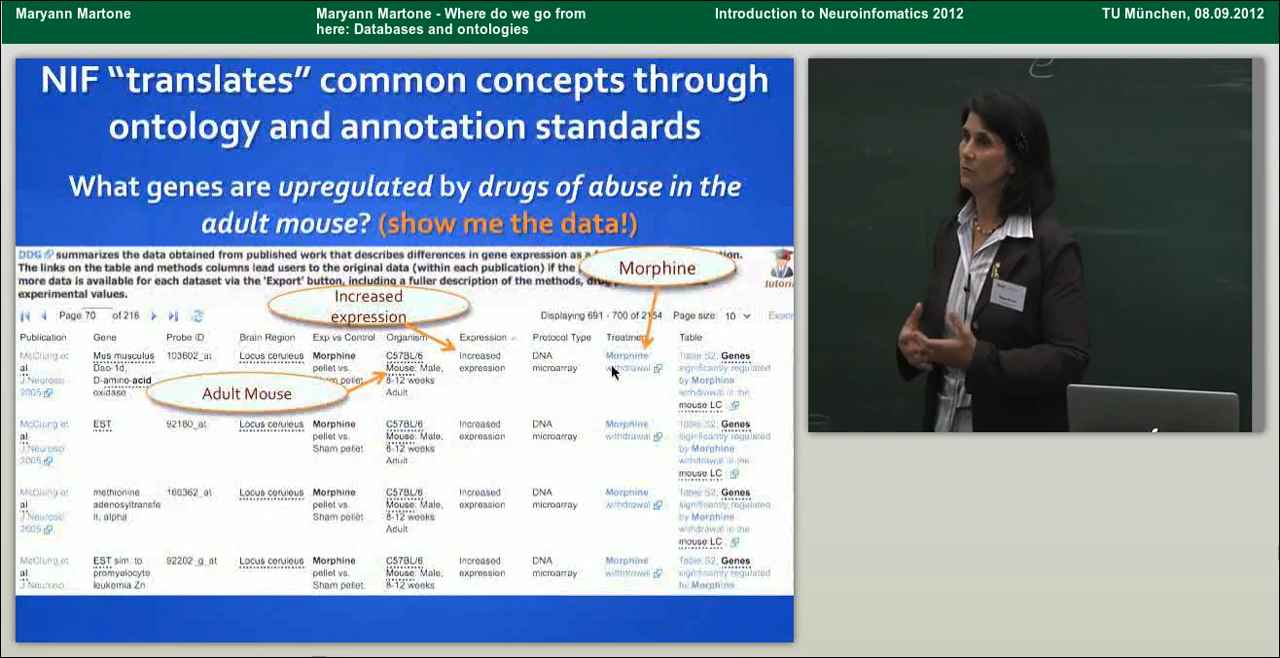 Maryann Martone
Maryann Martone - Where do we go from
here: Databases and ontologies
Introduction to Neuroinfomatics 2012
TU München, 08.09.2012
NIF “translates” common concepts through
ontology and annotation standards
What genes are upregulated by drugs of abuse in the
adult mouse? (show me the data!)
DDG summarizes the data obtained from published work that describes differences in gene expression as
The links on the table and methods columns lead users to the original data (within each publication) if the
more data is available for each dataset via the 'Export' button, including a fuller description of the methods,
experimental values.
Morphine
Increased
expression
Adult Mouse
Page 70 of 216
Displaying 691 - 700 of 2154 Page size: 10
Publication Gene Probe ID Brain Region Exp vs Control Organism Expression Protocol Type Treatment Table
McClung et
al.
J Neurosci
2005
Mus musculus
Dao-1d,
D-amino-acid
oxidase
103602_at
Locus ceruleus
Morphine
pellet vs.
pellet
C57BL/6
Mouse: Male,
8-12 weeks
Adult
Increased
expression
DNA
microarray
Morphine
withdrawal
Table S2, Genes
significantly regulated
by Morphine
withdrawal in the
mouse LC
McClung et
al.
J Neurosci
2005
EST
92180_at
Locus ceruleus
Morphine
pellet vs.
Sham pellet
C57BL/6
Mouse: Male,
8-12 weeks
Adult
Increased
expression
DNA
microarray
Morphine
withdrawal
Table S2, Genes
significantly regulated
by Morphine
withdrawal in the
mouse LC
McClung et
al.
J Neurosci
2005
methionine
adenosyltransfe
II, alpha
160362_at
Locus ceruleus
Morphine
pellet vs.
Sham pellet
C57BL/6
Mouse: Male,
8-12 weeks
Adult
Increased
expression
DNA
microarray
Morphine
withdrawal
Table S2, Genes
significantly regulated
by Morphine
withdrawal in the
mouse LC
McClung et
al.
J Neurosci
EST sim. to
promyelocyte
leukemia Zn
92202_g_at
Locus ceruleus
Morphine
pellet vs.
Sham pellet
C57BL/6
Mouse: Male,
8-12 weeks
Increased
expression
DNA
microarray
Morphine
withdrawal
Table S2, Genes
significantly regulated
by Morphine